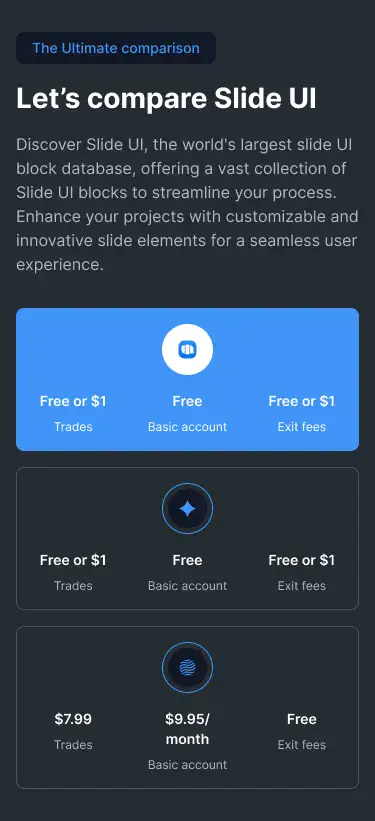 The Ultimate comparison
Let’s compare Slide UI
Discover Slide UI, the world's largest slide UI
block database, offering a vast collection of
Slide UI blocks to streamline your process.
Enhance your projects with customizable and
innovative slide elements for a seamless user
experience.
Free or $1
Trades
Free
Basic account
Free or $1
Exit fees
Free or $1
Trades
Free
Basic account
Free or $1
Exit fees
$7.99
Trades
$9.95/
month
Basic account
Free
Exit fees